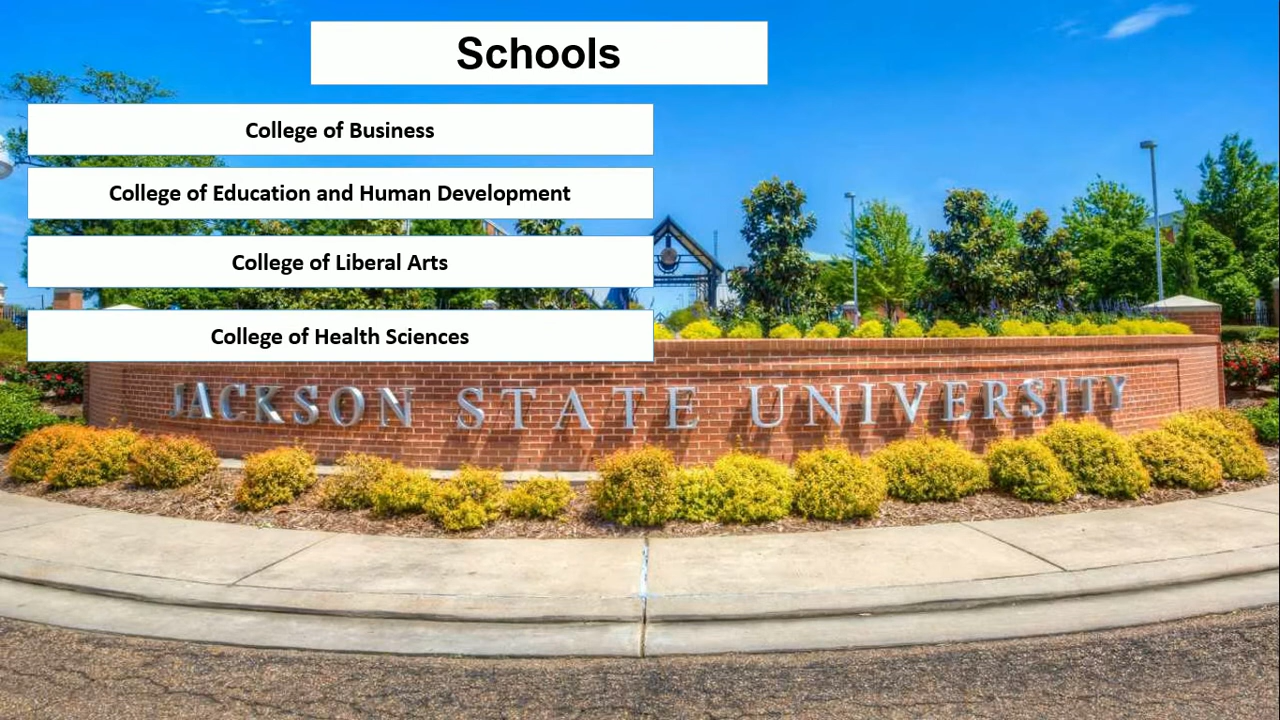 Schools
College of Business
College of Education and Human Development
College of Liberal Arts
College of Health Sciences
JACKSON STATE UNIVERSITY